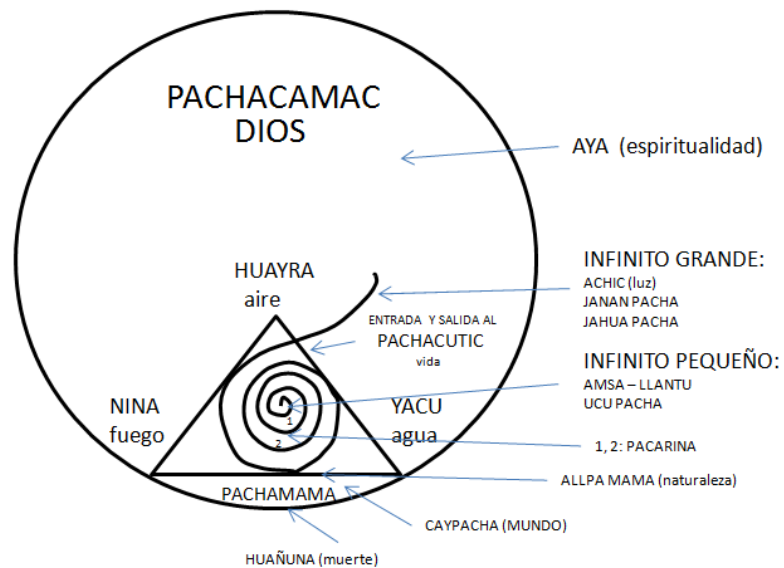 PACHACAMAC
DIOS
AYA (espiritualidad)
HUAYRA
aire
INFINITO GRANDE:
ACHIC (luz)
JANAN PACHA
JAHUA PACHA
ENTRADA Y SALIDA AL
PACHACUTIC
vida
INFINITO PEQUEÑO:
AMSA – LLANTU
UCU PACHA
NINA
fuego
YACU
agua
1
2
1, 2: PACARINA
ALLPA MAMA (naturaleza)
PACHAMAMA
CAYPACHA (MUNDO)
HUAÑUNA (muerte)